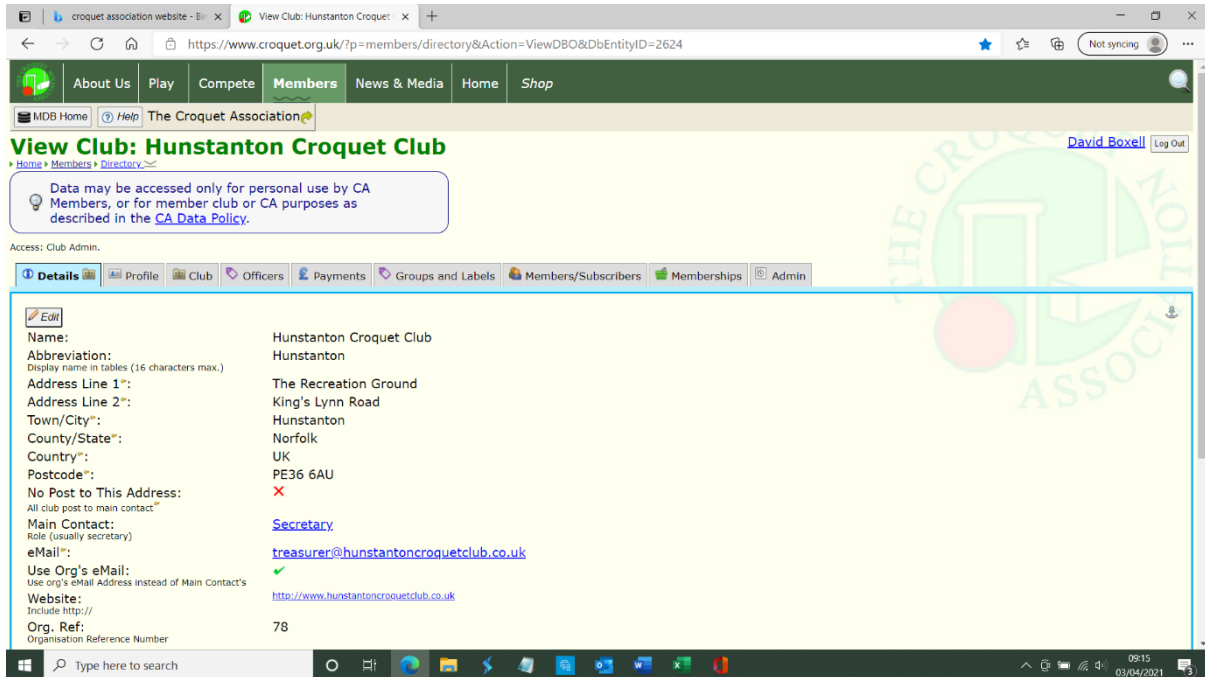 croquet association website - Bin
View Club: Hunstanton Croquet
https://www.croquet.org.uk/?p=members/directory&Action=ViewDBO&DbEntityID=2624
Not syncing
About Us Play Compete Members News & Media Home Shop
MDB Home Help The Croquet Association
View Club: Hunstanton Croquet Club
David Boxell Log Out
Home Members Directory
Data may be accessed only for personal use by CA
Members, or for member club or CA purposes as
described in the CA Data Policy.
Access: Club Admin.
Details Profile Club Officers Payments Groups and Labels Members/Subscribers Memberships Admin
Edit
Name: Hunstanton Croquet Club
Abbreviation: Hunstanton
Display name in tables (16 characters max.)
Address Line 1: The Recreation Ground
Address Line 2: King's Lynn Road
Town/City: Hunstanton
County/State: Norfolk
Country: UK
Postcode: PE36 6AU
No Post to This Address:
All club post to main contact
Main Contact: Secretary
Role (usually secretary)
eMail: treasurer@hunstantoncroquetclub.co.uk
Use Org's eMail:
Use org's eMail Address instead of Main Contact's
Website: http://www.hunstantoncroquetclub.co.uk
Include http://
Org. Ref: 78
Organisation Reference Number
THE CROQUET ASSOCIATION
Type here to search
09:15
03/04/2021